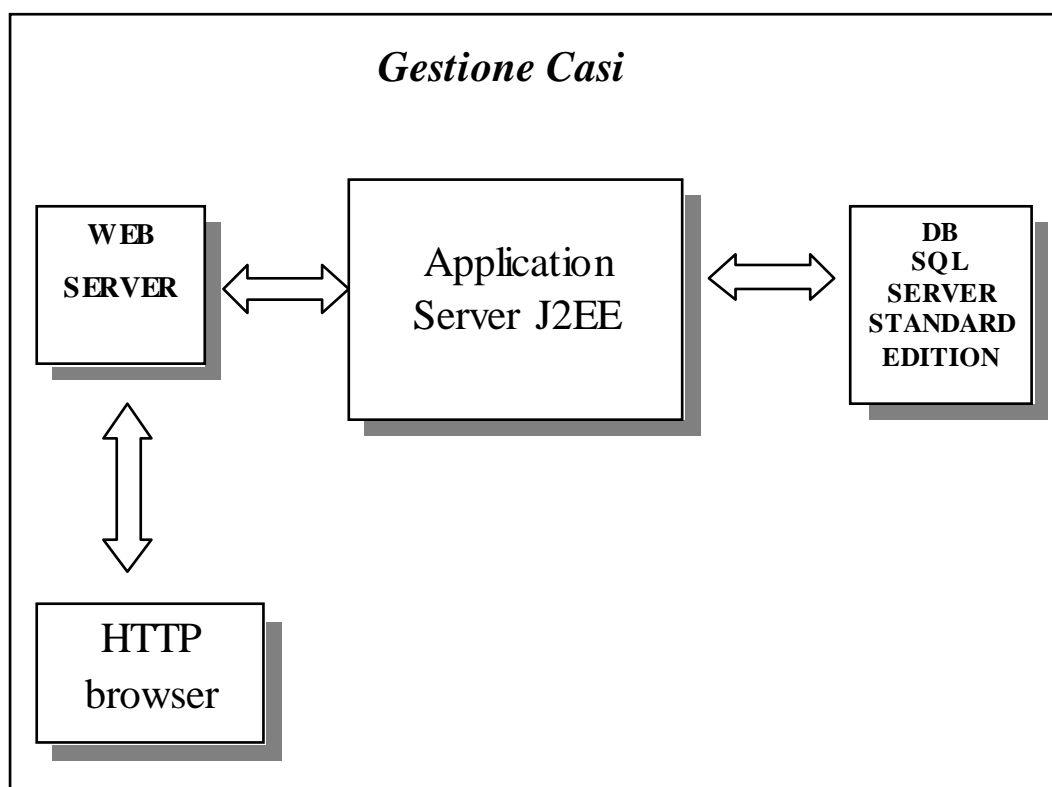 Gestione Casi
WEB
SERVER
Application
Server J2EE
DB
SQL
SERVER
STANDARD
EDITION
HTTP
browser